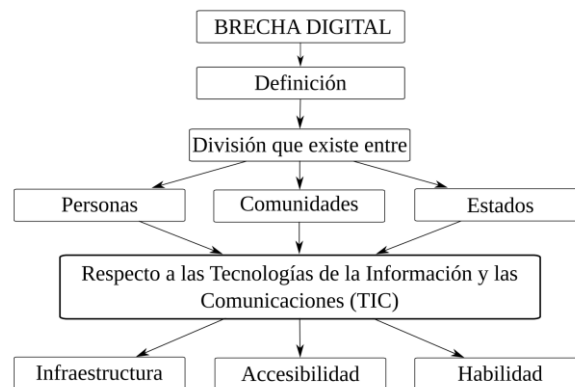 BRECHA DIGITAL
Definición
División que existe entre
Personas
Comunidades
Estados
Respecto a las Tecnologías de la Información y las
Comunicaciones (TIC)
Infraestructura
Accesibilidad
Habilidad